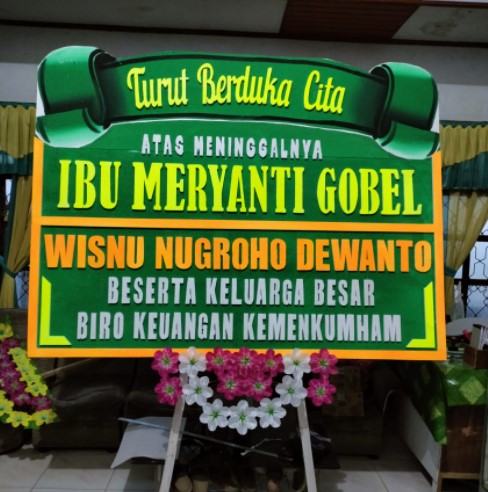 Turut Berduka Cita
ATAS MENINGGALNYA
IBU MERYANTI GOBEL
WISNU NUGROHO DEWANTO
BESERTA KELUARGA BESAR
BIRO KEUANGAN KEMENKUMHAM